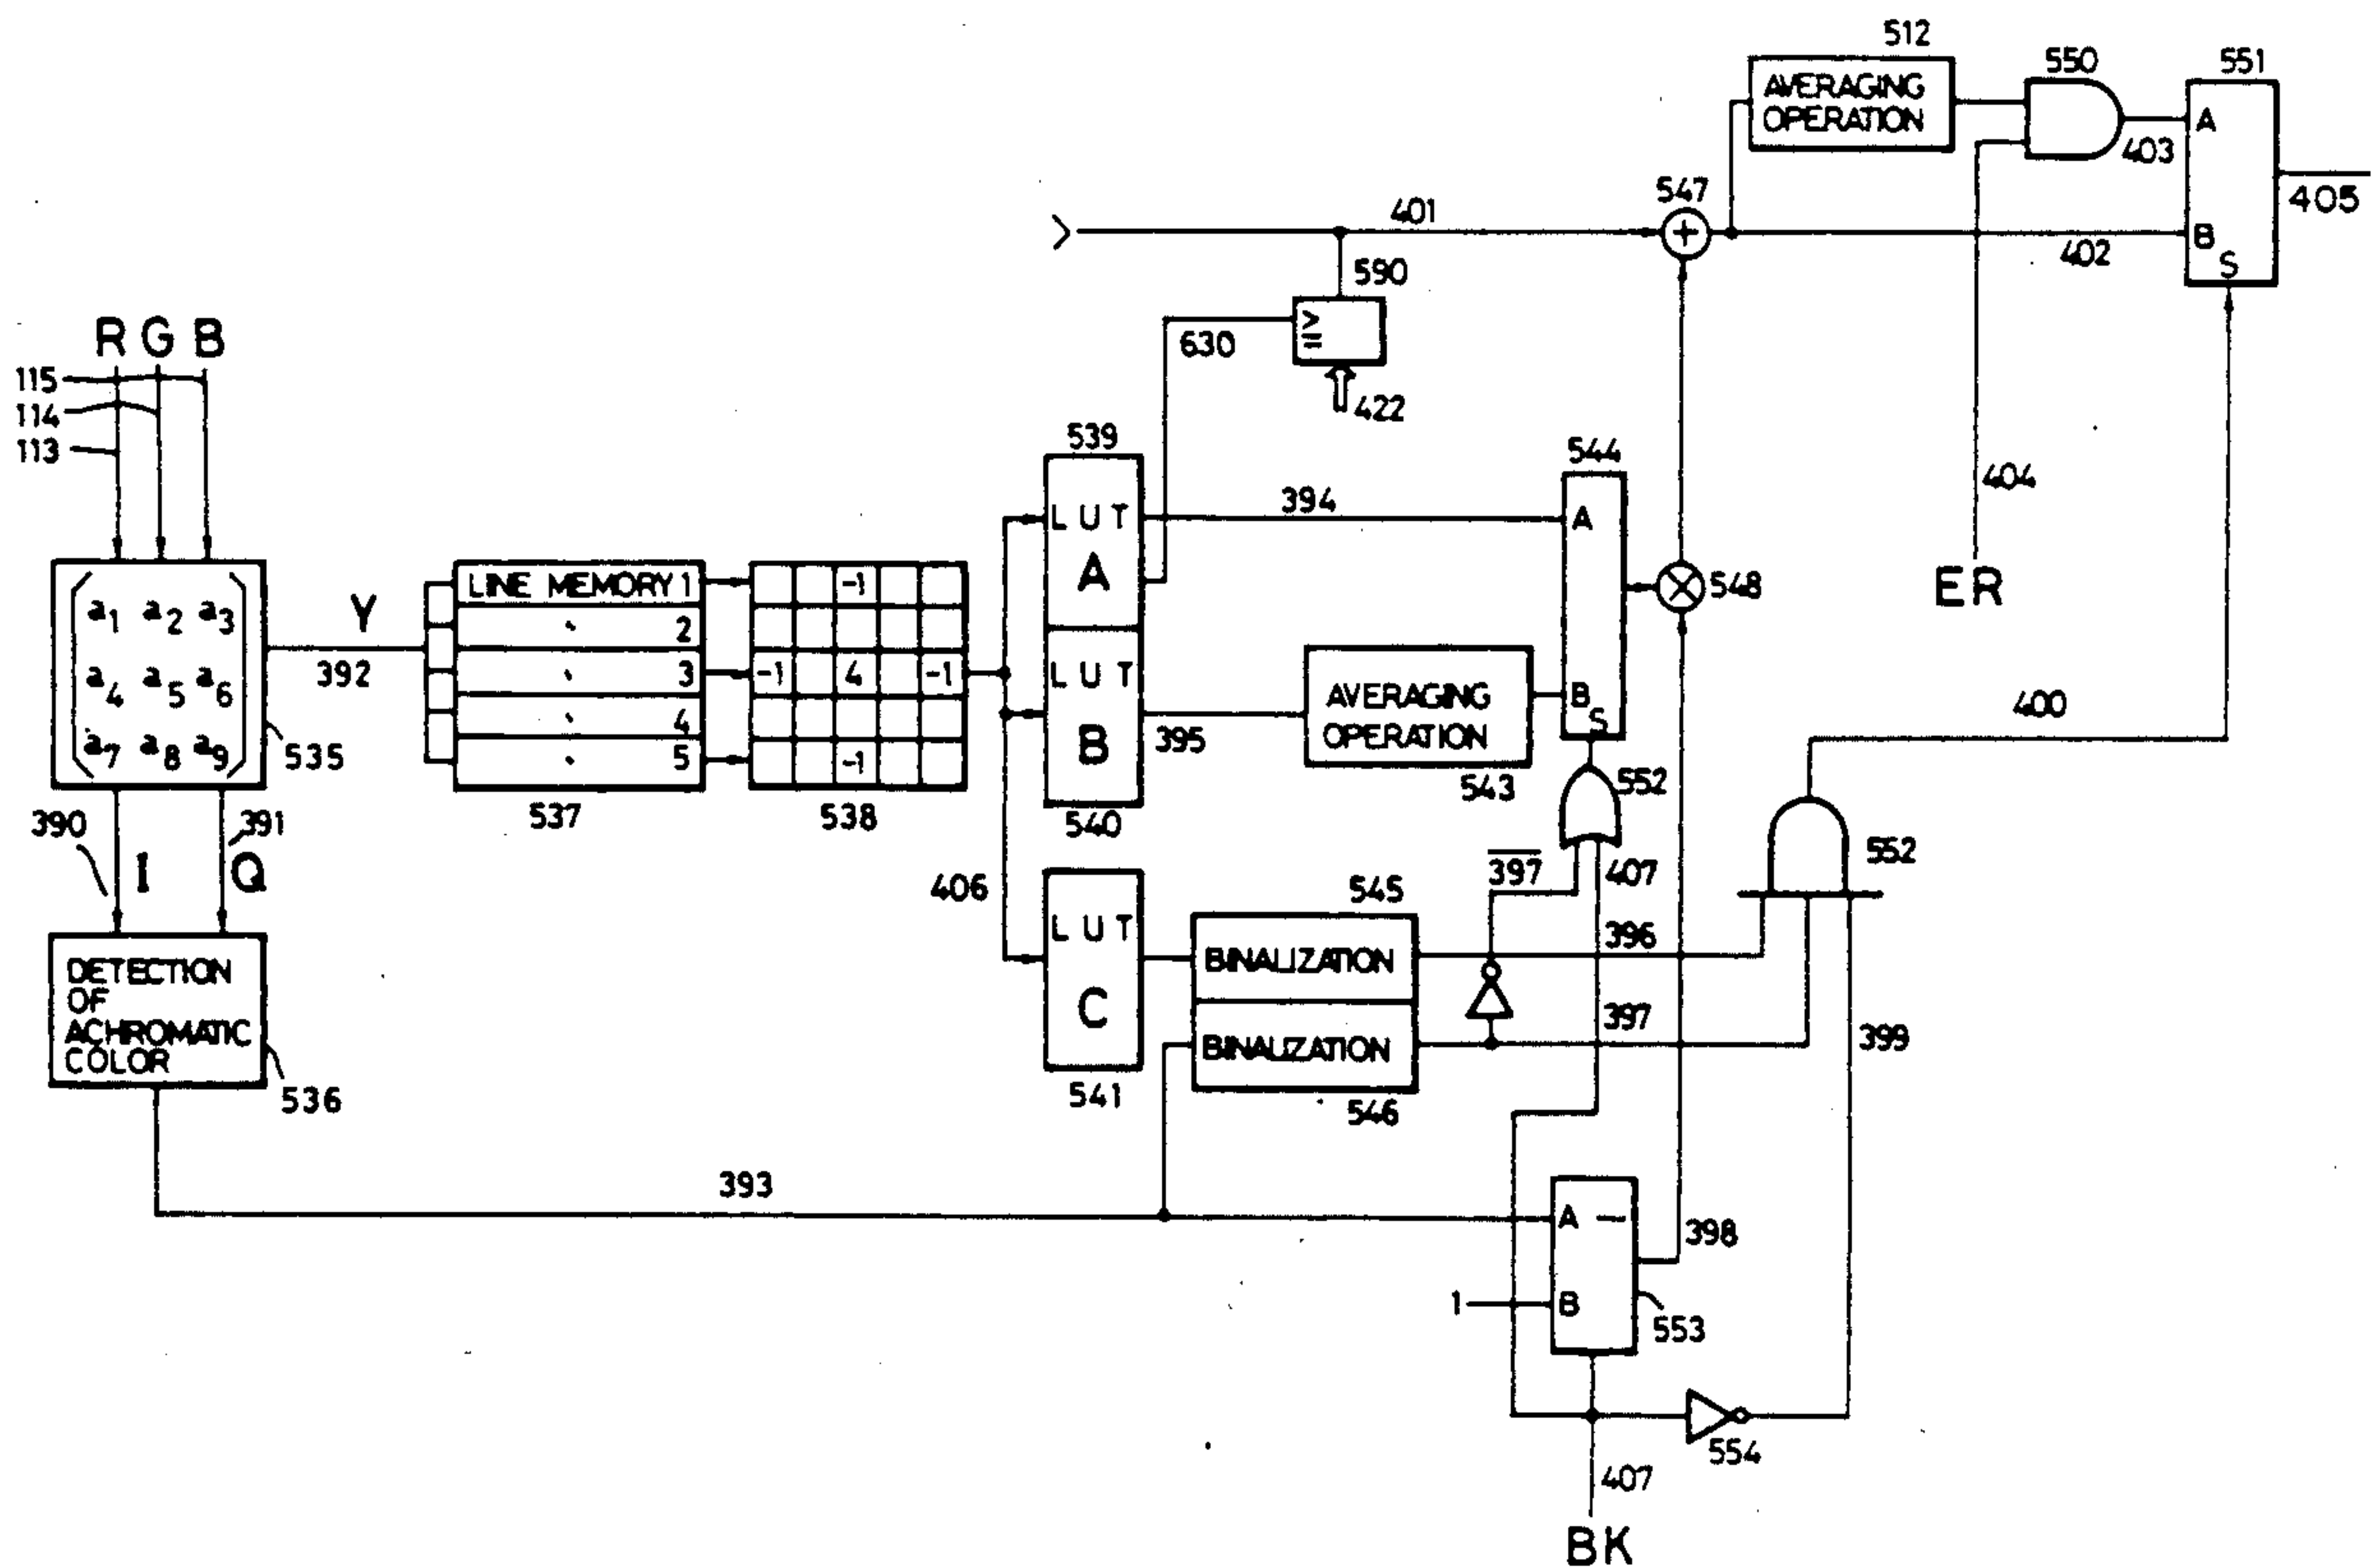 512
AVERAGING
OPERATION
550
551
A
403
405
547
401
402
B
S
590
≥
630
422
R G B
115
114
113
404
ER
a1 a2 a3
a4 a5 a6
a7 a8 a9
535
Y
392
LINE MEMORY 1
2
3
4
5
537
-1
-1 4 -1
-1
538
539
LUT
A
LUT
B
540
394
395
AVERAGING
OPERATION
543
544
A
B
S
548
400
552
390
391
I
Q
DETECTION
OF
ACHROMATIC
COLOR
536
406
LUT
C
541
545
BINALIZATION
BINALIZATION
546
397
407
396
397
552
399
393
A
398
1
B
553
554
407
BK